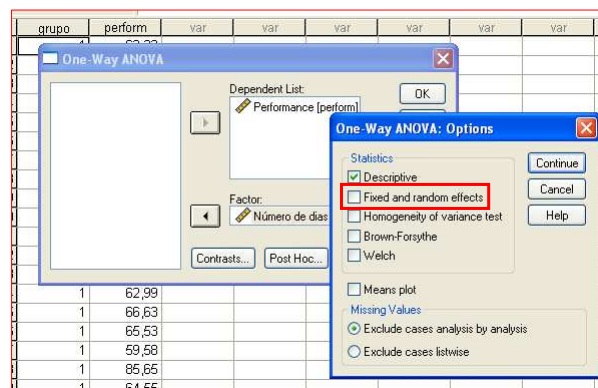 grupo perform var var var var var var
One-Way ANOVA
Dependent List:
Performance [perform]
OK
Factor:
Número de dias
Contrasts... Post Hoc...
One-Way ANOVA: Options
Statistics
Descriptive
Fixed and random effects
Homogeneity of variance test
Brown-Forsythe
Welch
Means plot
Missing Values
Exclude cases analysis by analysis
Exclude cases listwise
Continue
Cancel
Help
1 62,99
1 66,63
1 65,53
1 59,58
1 85,65
1 64,55